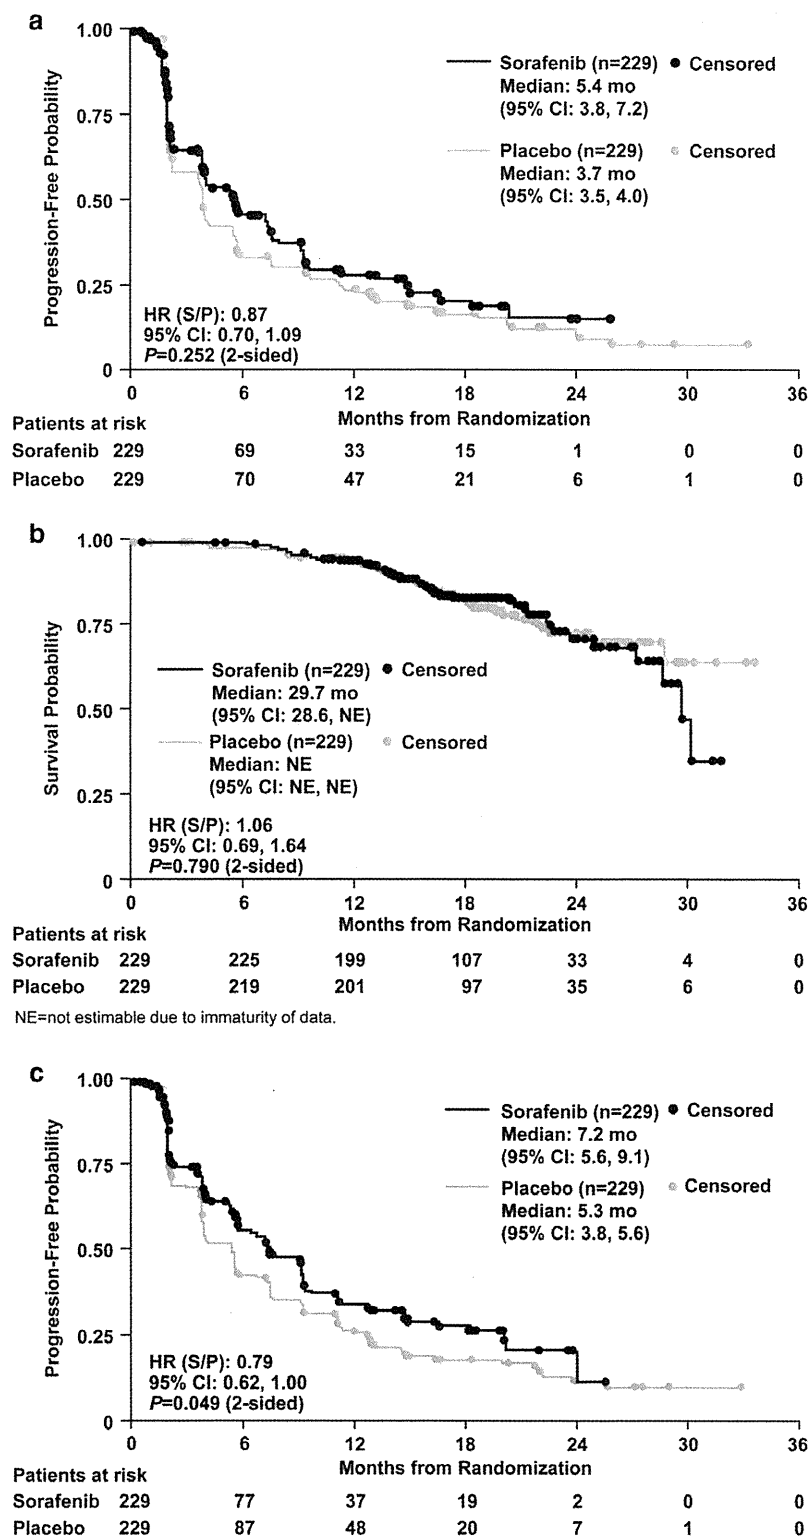 a
1.00
0.75
0.50
0.25
0
Progression-Free Probability
Sorafenib (n=229) Censored
Median: 5.4 mo
(95% CI: 3.8, 7.2)
Placebo (n=229) Censored
Median: 3.7 mo
(95% CI: 3.5, 4.0)
HR (S/P): 0.87
95% CI: 0.70, 1.09
P=0.252 (2-sided)
0 6 12 18 24 30 36
Months from Randomization
Patients at risk
Sorafenib 229 69 33 15 1 0 0
Placebo 229 70 47 21 6 1 0
b
1.00
0.75
0.50
0.25
0
Survival Probability
Sorafenib (n=229) Censored
Median: 29.7 mo
(95% CI: 28.6, NE)
Placebo (n=229) Censored
Median: NE
(95% CI: NE, NE)
HR (S/P): 1.06
95% CI: 0.69, 1.64
P=0.790 (2-sided)
0 6 12 18 24 30 36
Months from Randomization
Patients at risk
Sorafenib 229 225 199 107 33 4 0
Placebo 229 219 201 97 35 6 0
NE=not estimable due to immaturity of data.
c
1.00
0.75
0.50
0.25
0
Progression-Free Probability
Sorafenib (n=229) Censored
Median: 7.2 mo
(95% CI: 5.6, 9.1)
Placebo (n=229) Censored
Median: 5.3 mo
(95% CI: 3.8, 5.6)
HR (S/P): 0.79
95% CI: 0.62, 1.00
P=0.049 (2-sided)
0 6 12 18 24 30 36
Months from Randomization
Patients at risk
Sorafenib 229 77 37 19 2 0 0
Placebo 229 87 48 20 7 1 0